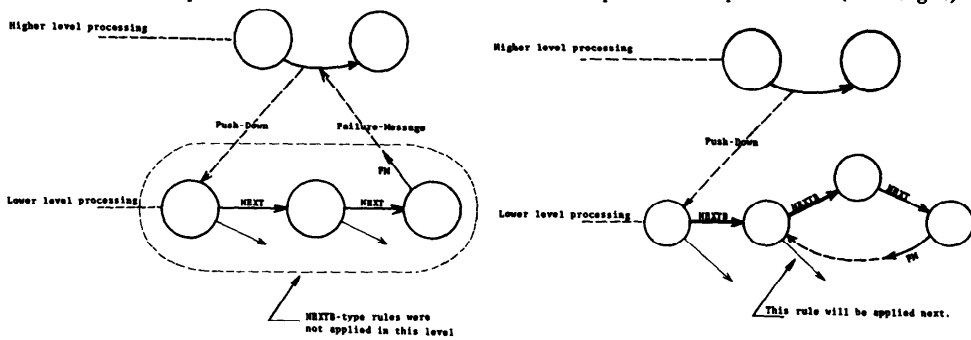 Higher level processing
Push-Down
Failure-Message
FM
Lower level processing
NEXT
NEXT
NEXTB-type rules were
not applied in this level
Higher level processing
Push-Down
Lower level processing
NEXTB
NEXTB
NEXT
FM
This rule will be applied next.